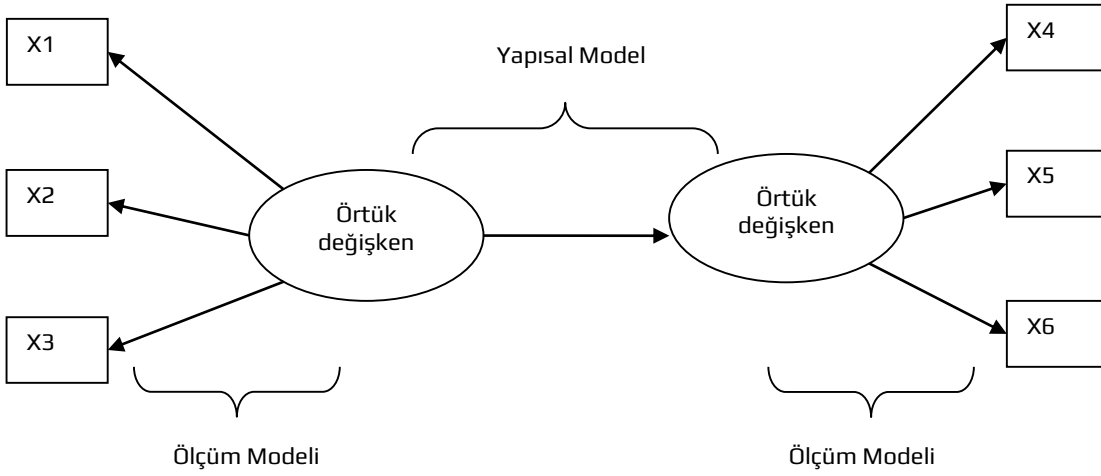 X1
X4
Yapısal Model
X2
X5
Örtük
değişken
Örtük
değişken
X3
X6
Ölçüm Modeli
Ölçüm Modeli